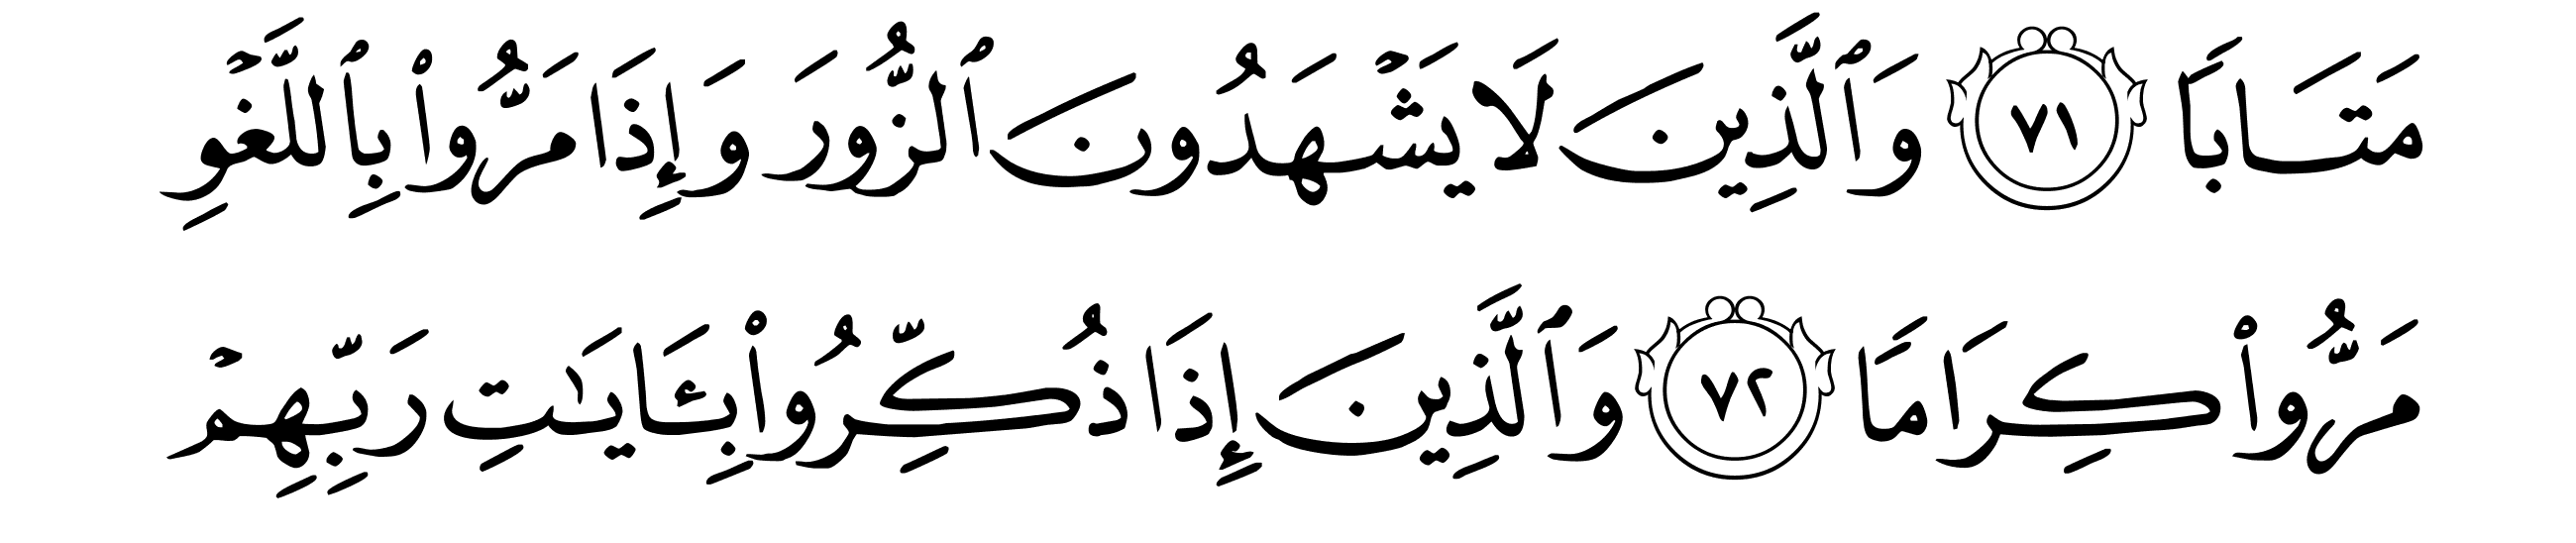 مَتَابٗا ٧١ وَٱلَّذِينَ لَا يَشۡهَدُونَ ٱلزُّورَ وَإِذَا مَرُّواْ بِٱللَّغۡوِ
مَرُّواْ كِرَامٗا ٧٢ وَٱلَّذِينَ إِذَا ذُكِّرُواْ بِـَٔايَٰتِ رَبِّهِمۡ